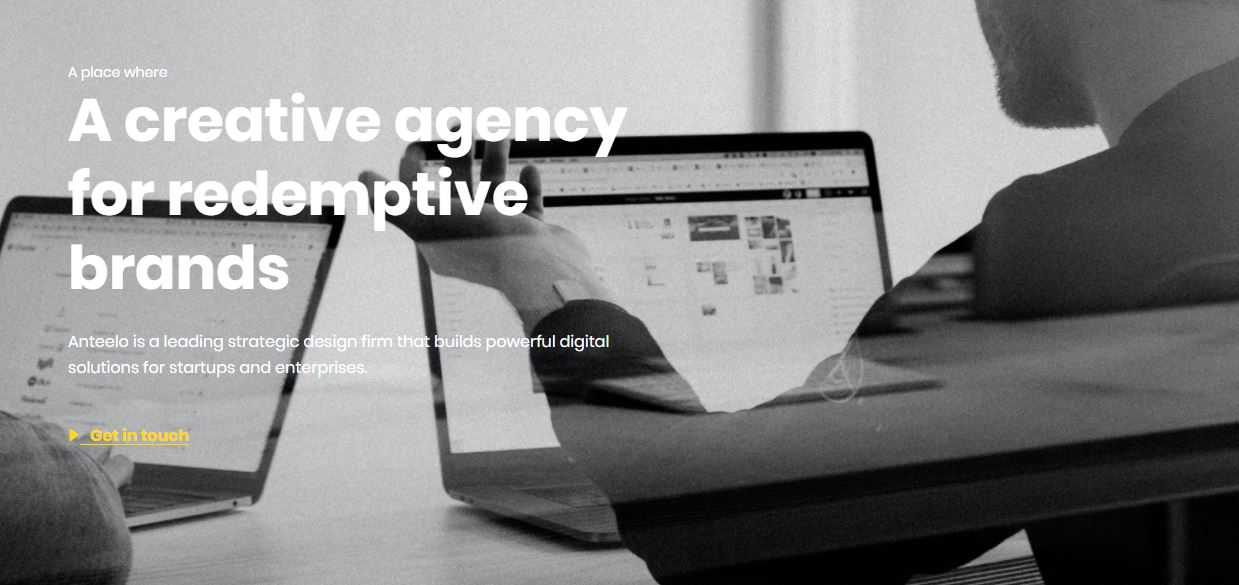 A place where
A creative agency
for redemptive
brands
Anteelo is a leading strategic design firm that builds powerful digital
solutions for startups and enterprises.
Get in touch